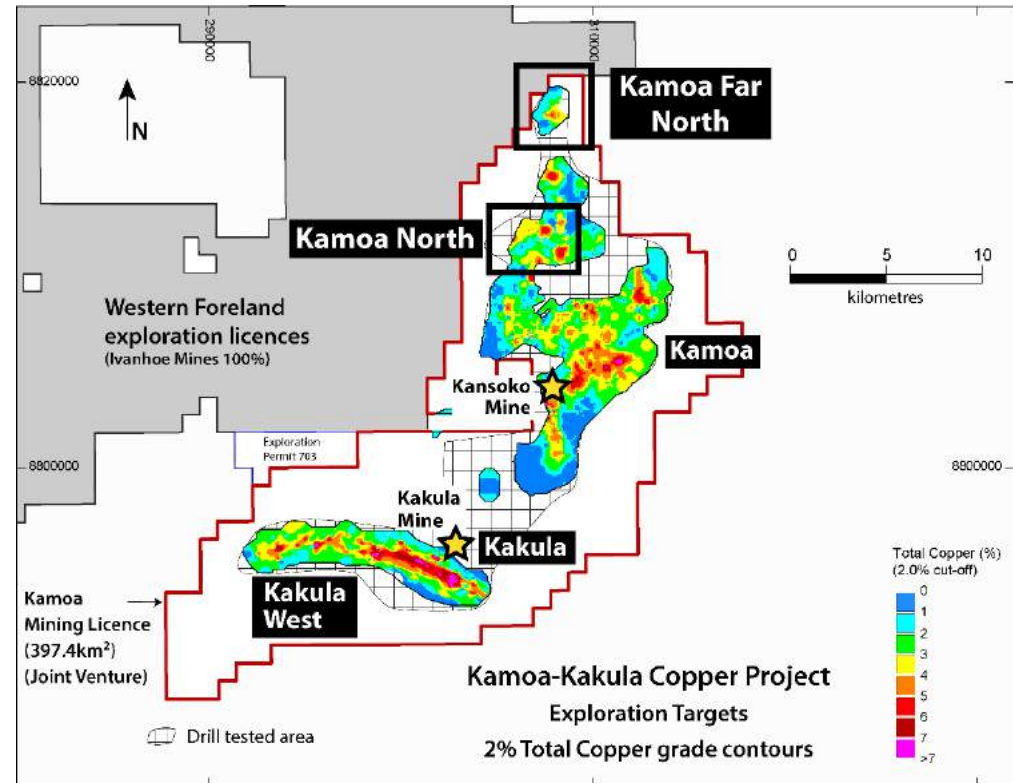 290000
310000
8820000
N
Kamoa Far
North
Kamoa North
0
10
kilometres
Western Foreland
exploration licences
(Ivanhoe Mines 100%)
Kamoa
Kansoko
Mine
Exploration
Permit 703
8800000
8800000
Kakula
Mine
Kakula
Kakula
West
Total Copper (%)
(2.0% cut-off)
0
1
2
3
4
5
6
7
>7
Kamoa
Mining Licence
(397.4km²)
(Joint Venture)
Kamoa-Kakula Copper Project
Exploration Targets
2% Total Copper grade contours
Drill tested area